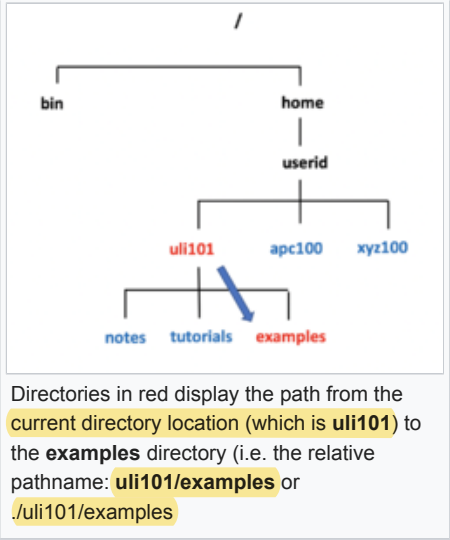 /
bin home
userid
uli101 apc100 xyz100
notes tutorials examples
Directories in red display the path from the
current directory location (which is uli101) to
the examples directory (i.e. the relative
pathname: uli101/examples or
./uli101/examples